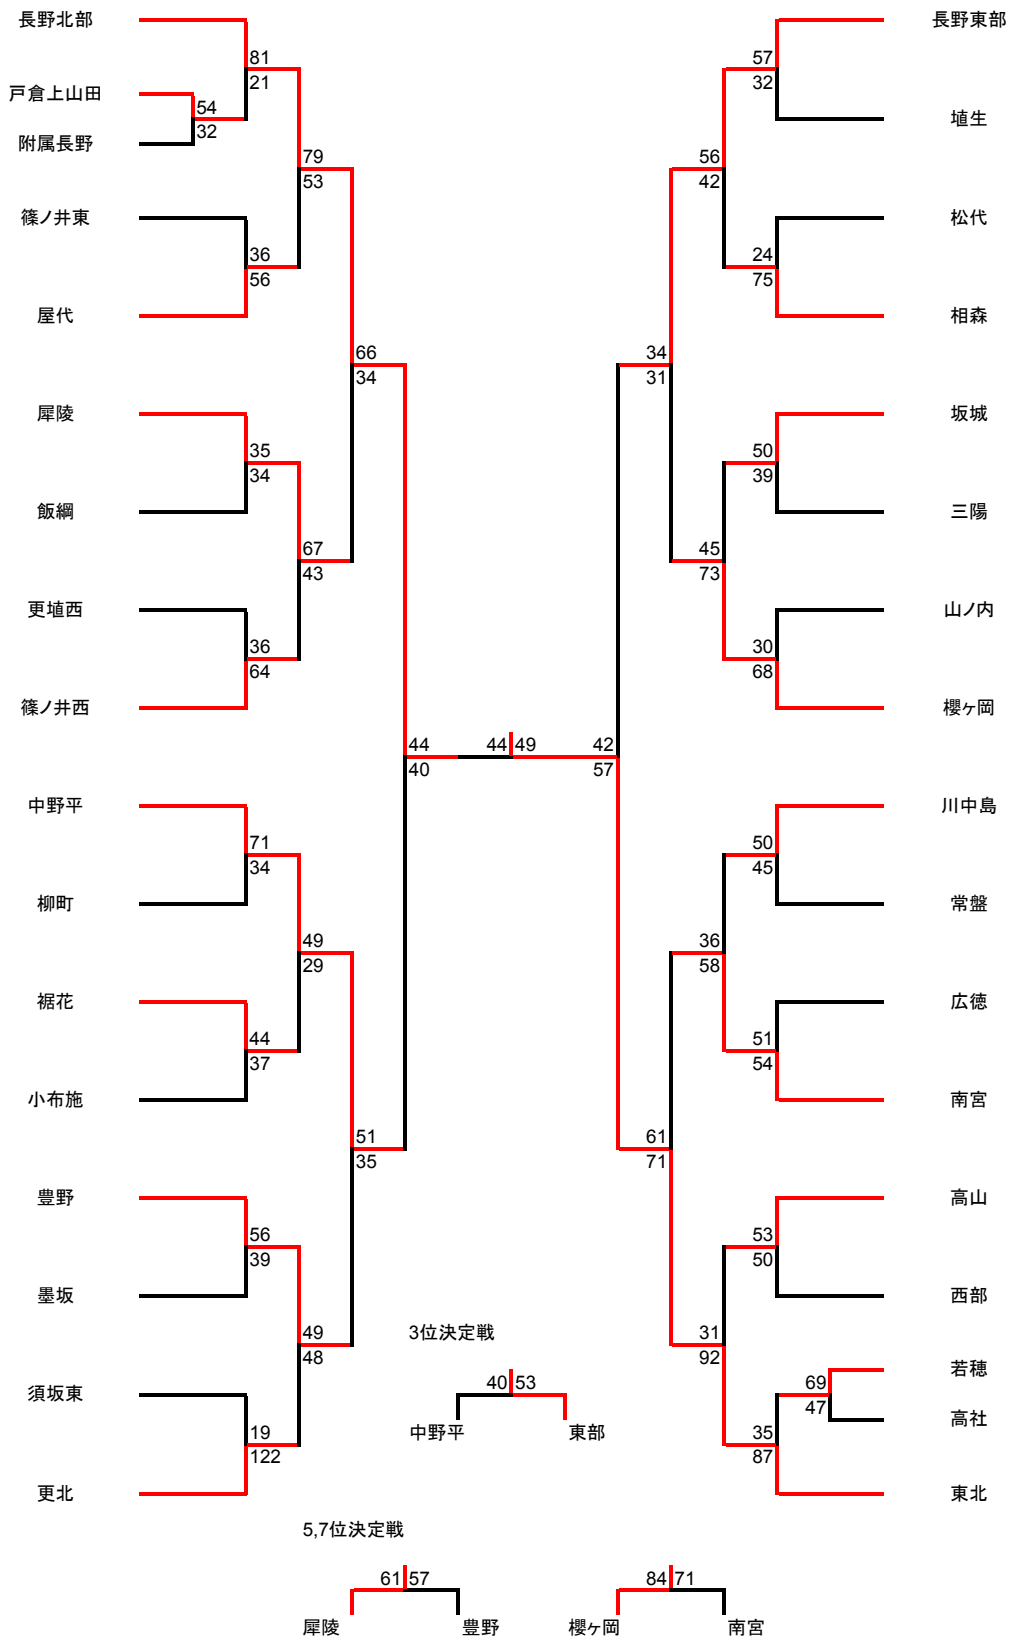 長野北部
長野東部
81
57
21
32
戸倉上山田
54
埴生
32
附属長野
79
56
53
42
篠ノ井東
松代
36
24
56
75
屋代
相森
66
34
34
31
犀陵
坂城
35
50
34
39
飯綱
三陽
67
45
43
73
更埴西
山ノ内
36
30
64
68
篠ノ井西
櫻ヶ岡
44
44 49
42
40
57
中野平
川中島
71
50
34
45
柳町
常盤
49
36
29
58
裾花
広徳
44
51
37
54
小布施
南宮
51
61
35
71
豊野
高山
56
53
39
50
墨坂
西部
49
31
48
92
3位決定戦
40 53
中野平 東部
須坂東
若穂
69
47
高社
19
35
122
87
更北
東北
5,7位決定戦
61 57
84 71
犀陵 豊野
櫻ヶ岡 南宮